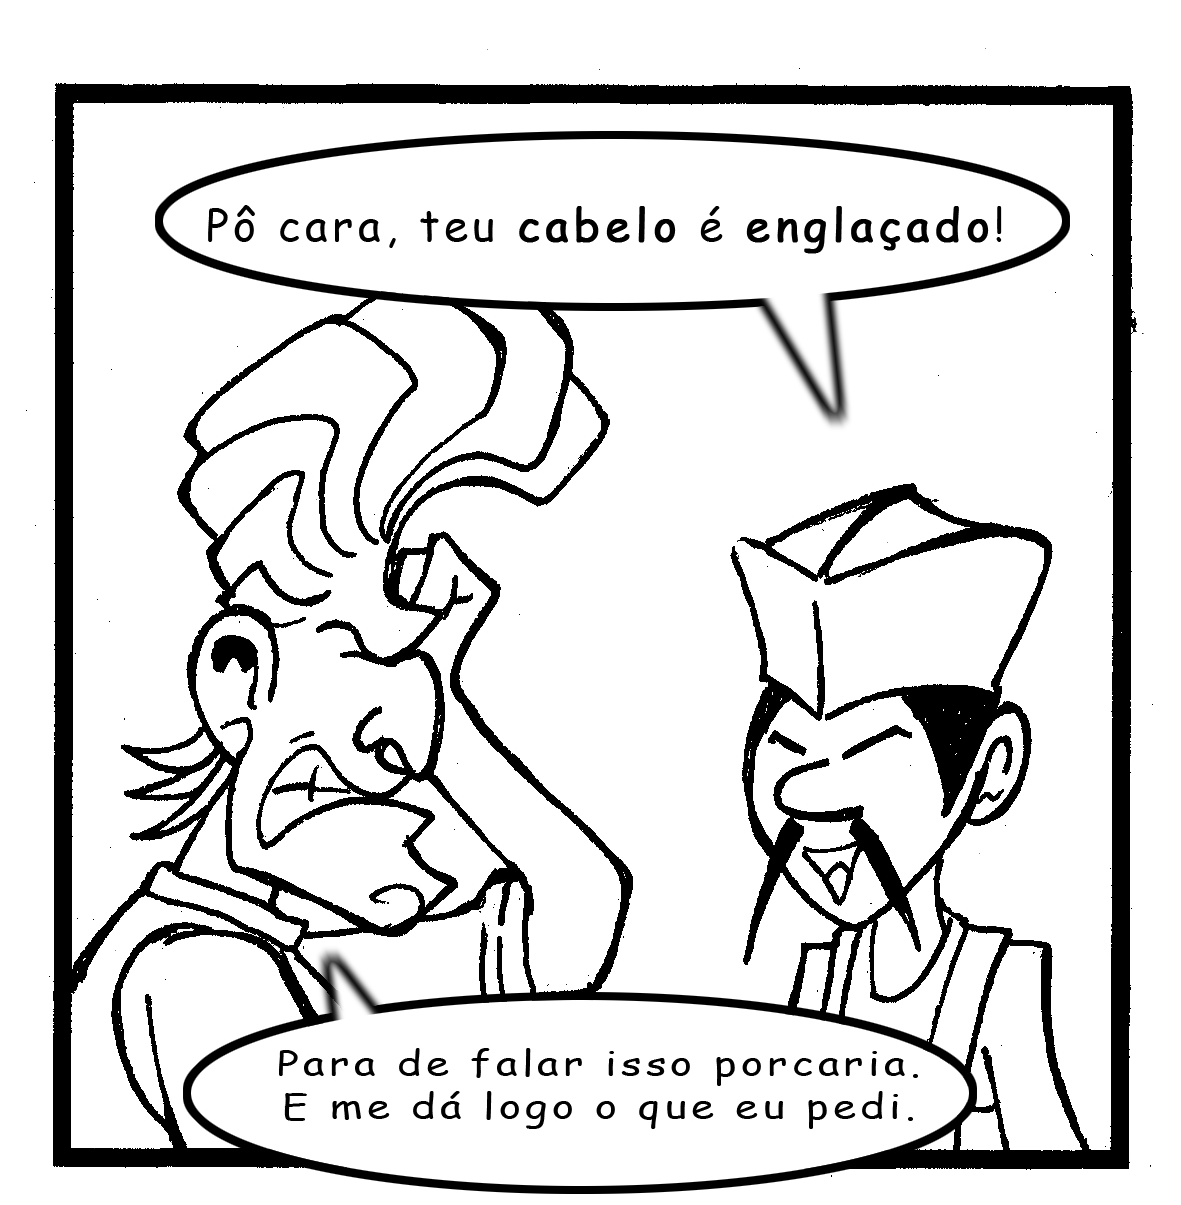 Pô cara, teu cabelo é englaçado!
Para de falar isso porcaria.
E me dá logo o que eu pedi.